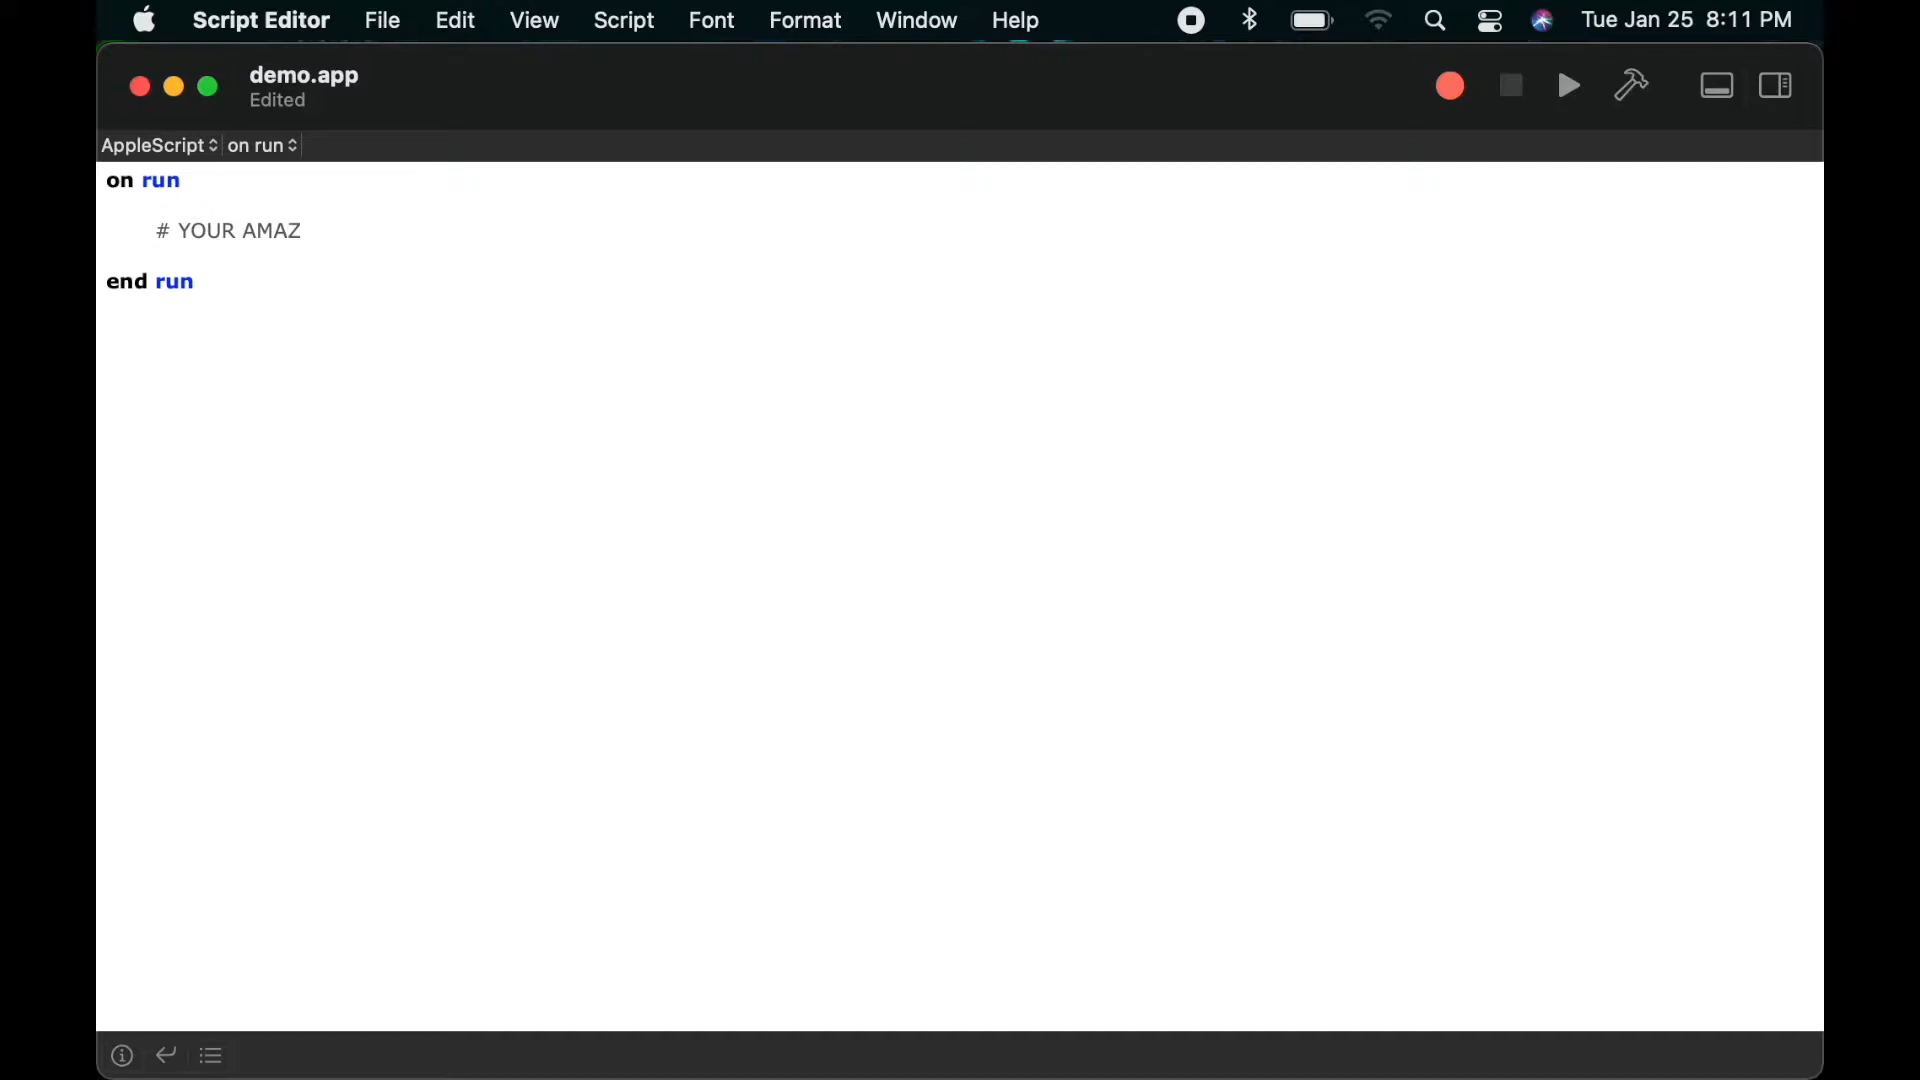 Script Editor File Edit View Script Font Format Window Help Tue Jan 25 8:11 PM
demo.app
Edited
AppleScript on run
on run
# YOUR AMAZ
end run